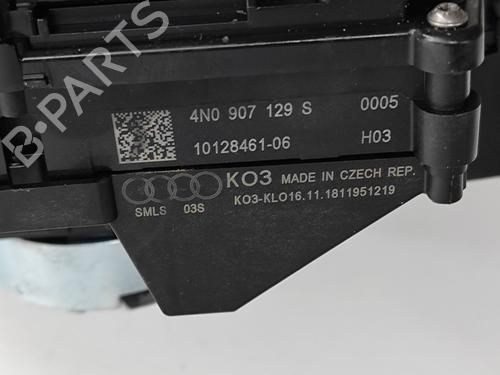 4N0 907 129 S 0005
10128461-06 H03
KO3 MADE IN CZECH REP.
SMLS 03S KO3-KLO16.11.1811951219
B-PARTS